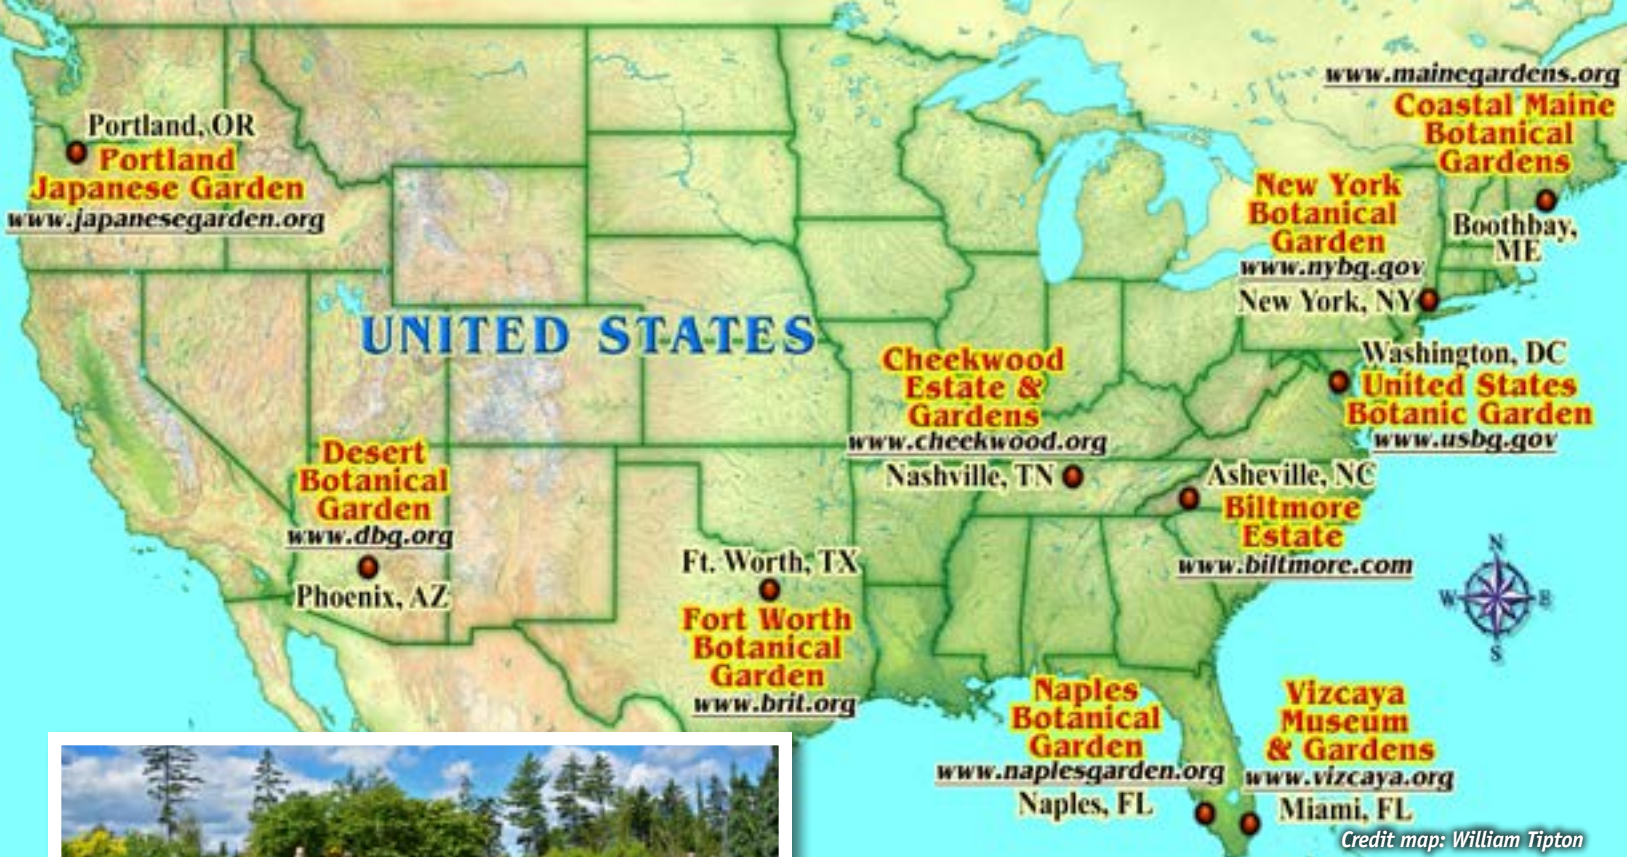 www.mainegardens.org
Coastal Maine
Botanical
Gardens
Boothbay,
ME
Portland, OR
Portland
Japanese Garden
www.japanesegarden.org
New York
Botanical
Garden
www.nybg.gov
New York, NY
UNITED STATES
Washington, DC
United States
Botanic Garden
www.usbg.gov
Cheekwood
Estate &
Gardens
www.cheekwood.org
Nashville, TN
Asheville, NC
Biltmore
Estate
www.biltmore.com
Desert
Botanical
Garden
www.dbg.org
Phoenix, AZ
Ft. Worth, TX
Fort Worth
Botanical
Garden
www.brit.org
N
W E
S
Naples
Botanical
Garden
www.naplesgarden.org
Naples, FL
Vizcaya
Museum
& Gardens
www.vizcaya.org
Miami, FL
Credit map: William Tipton